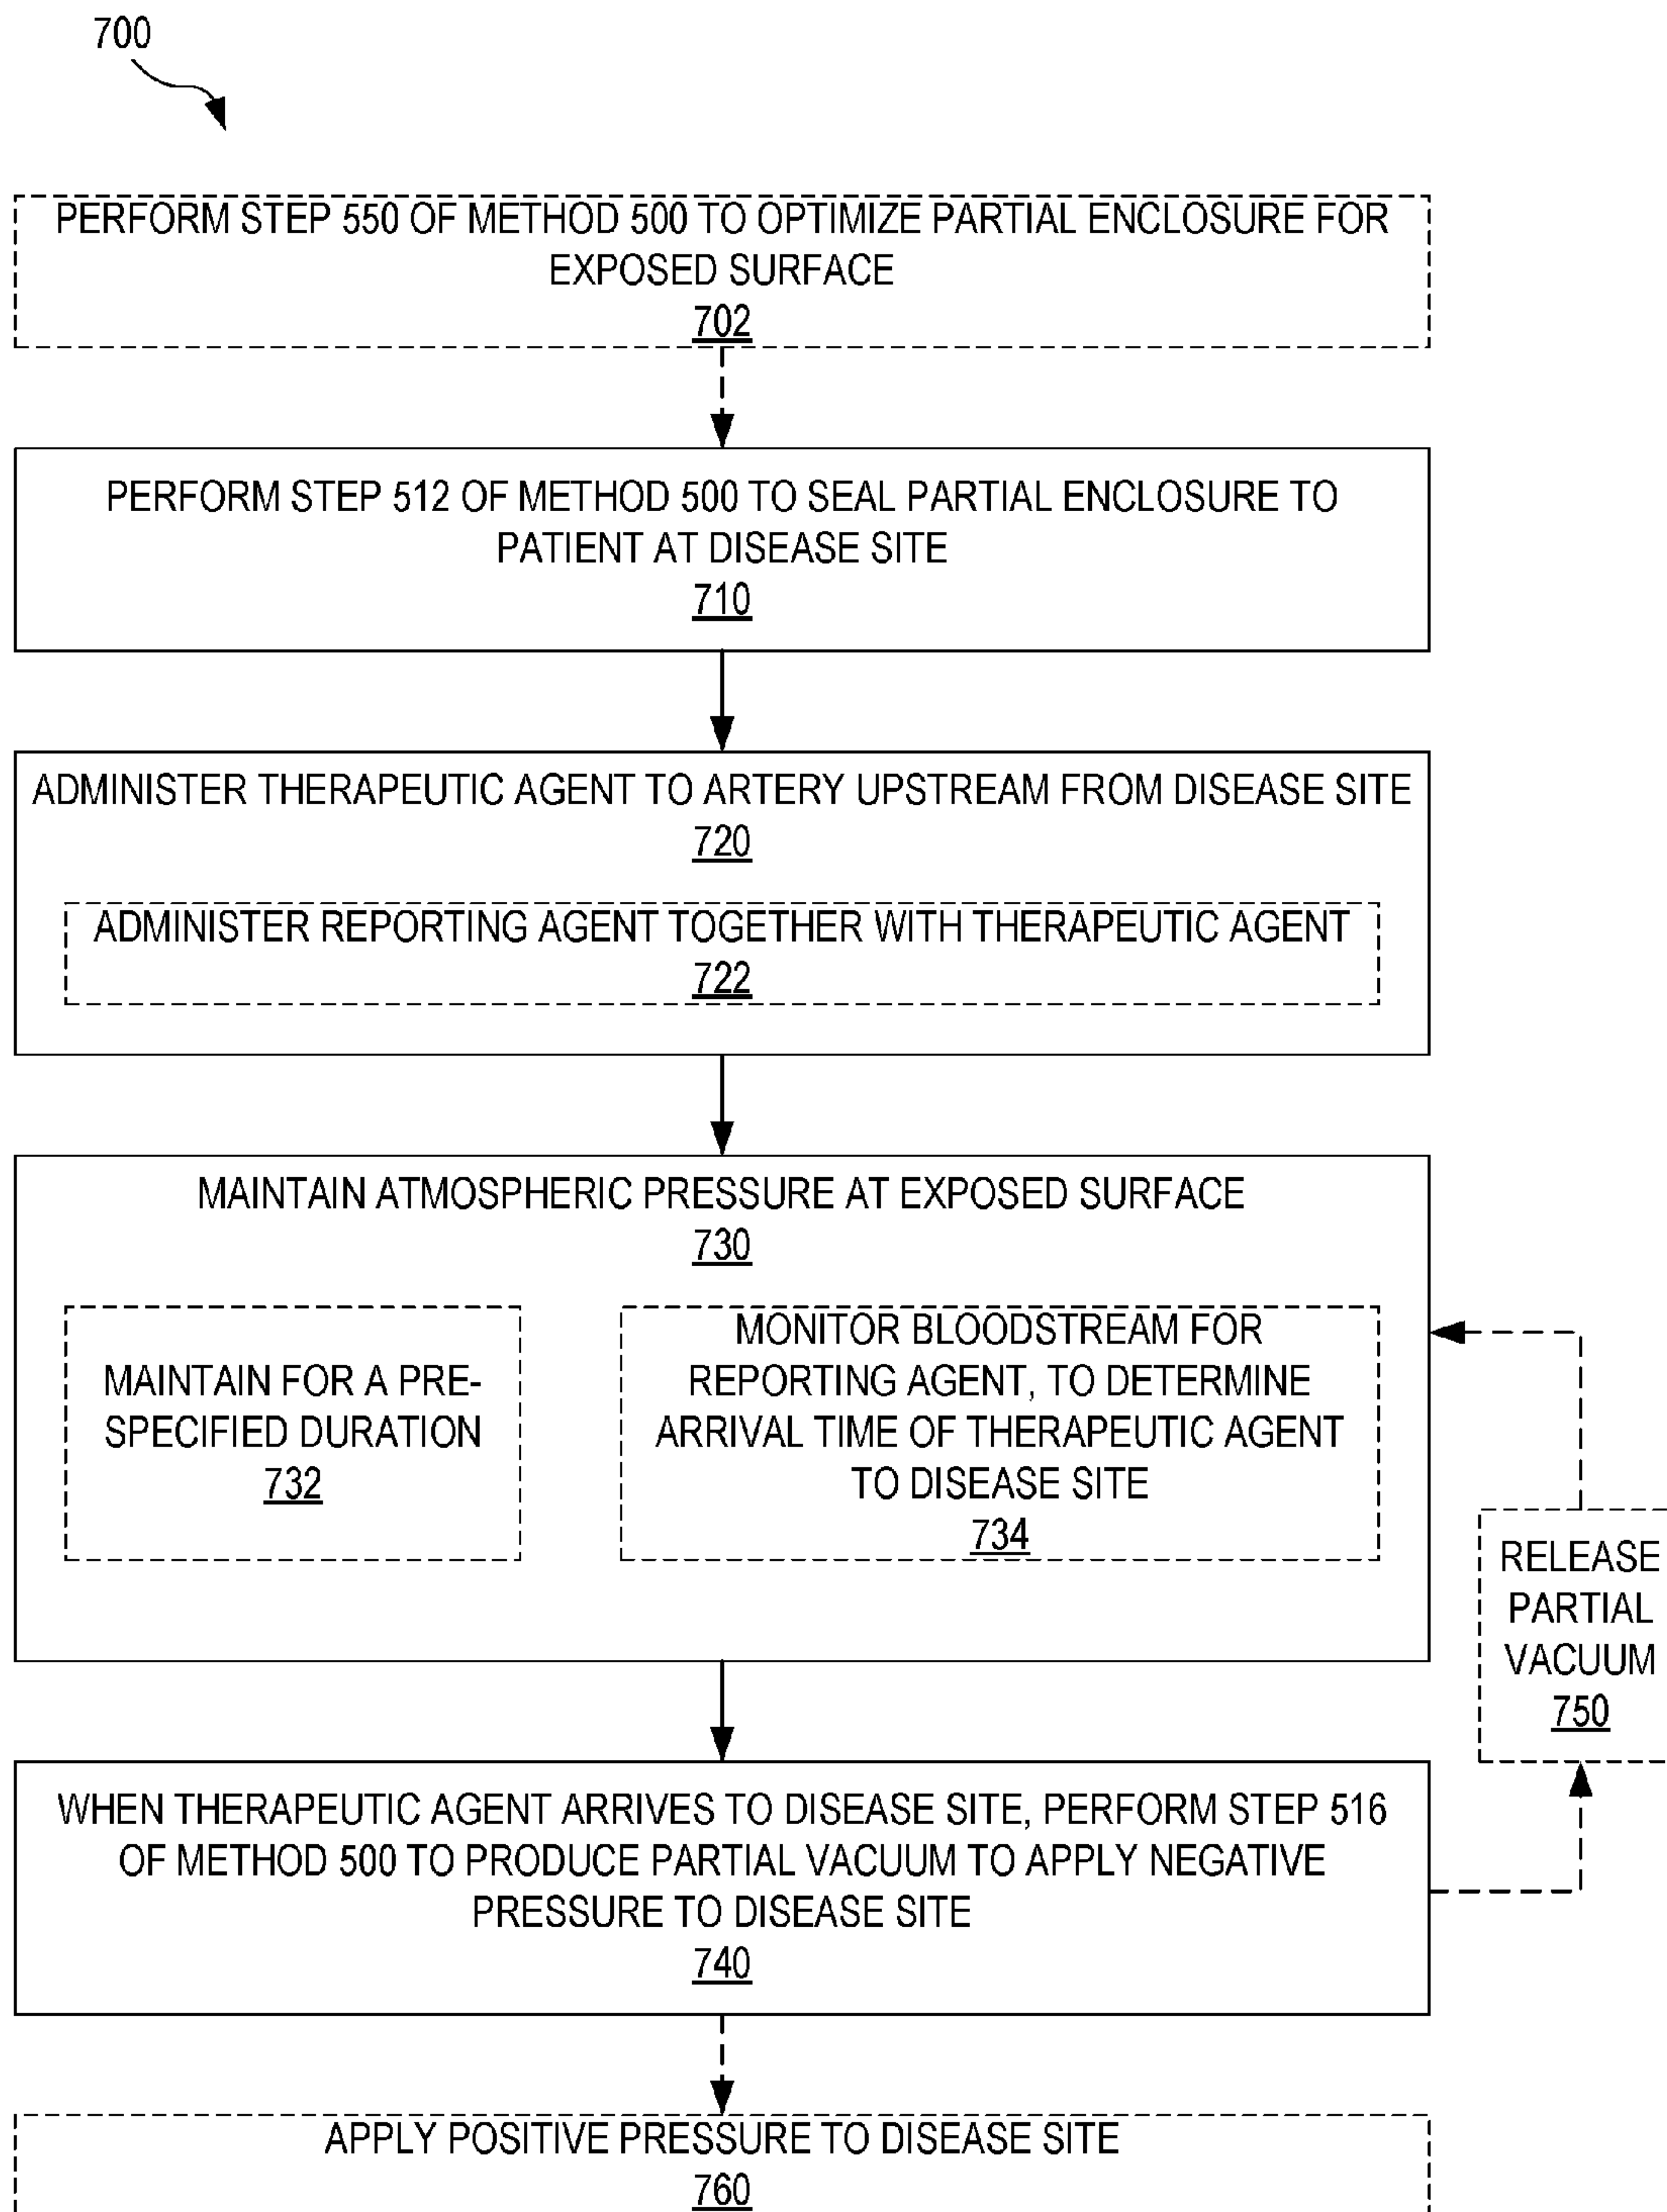 700
PERFORM STEP 550 OF METHOD 500 TO OPTIMIZE PARTIAL ENCLOSURE FOR
EXPOSED SURFACE
702
PERFORM STEP 512 OF METHOD 500 TO SEAL PARTIAL ENCLOSURE TO
PATIENT AT DISEASE SITE
710
ADMINISTER THERAPEUTIC AGENT TO ARTERY UPSTREAM FROM DISEASE SITE
720
ADMINISTER REPORTING AGENT TOGETHER WITH THERAPEUTIC AGENT
722
MAINTAIN ATMOSPHERIC PRESSURE AT EXPOSED SURFACE
730
MAINTAIN FOR A PRE-
SPECIFIED DURATION
732
MONITOR BLOODSTREAM FOR
REPORTING AGENT, TO DETERMINE
ARRIVAL TIME OF THERAPEUTIC AGENT
TO DISEASE SITE
734
RELEASE
PARTIAL
VACUUM
750
WHEN THERAPEUTIC AGENT ARRIVES TO DISEASE SITE, PERFORM STEP 516
OF METHOD 500 TO PRODUCE PARTIAL VACUUM TO APPLY NEGATIVE
PRESSURE TO DISEASE SITE
740
APPLY POSITIVE PRESSURE TO DISEASE SITE
760